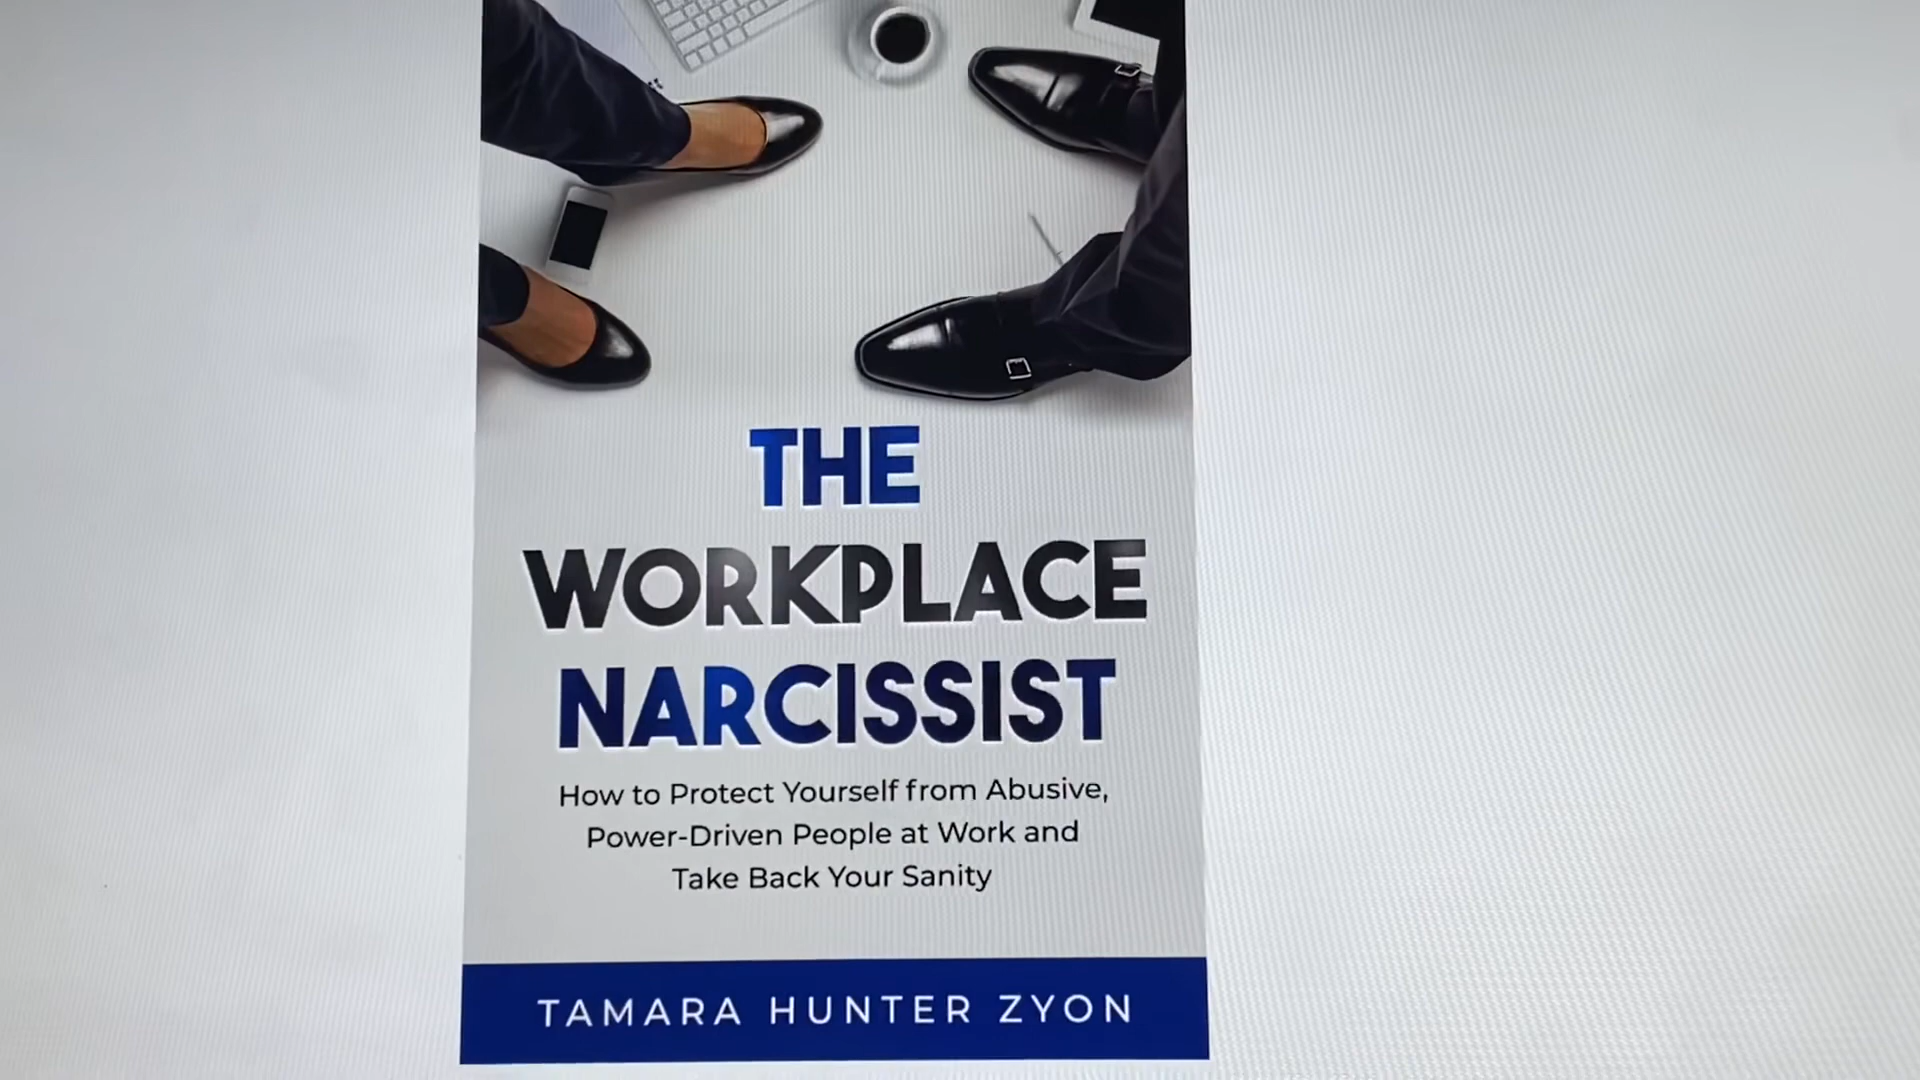 THE
WORKPLACE
NARCISSIST
How to Protect Yourself from Abusive,
Power-Driven People at Work and
Take Back Your Sanity
TAMARA HUNTER ZYON